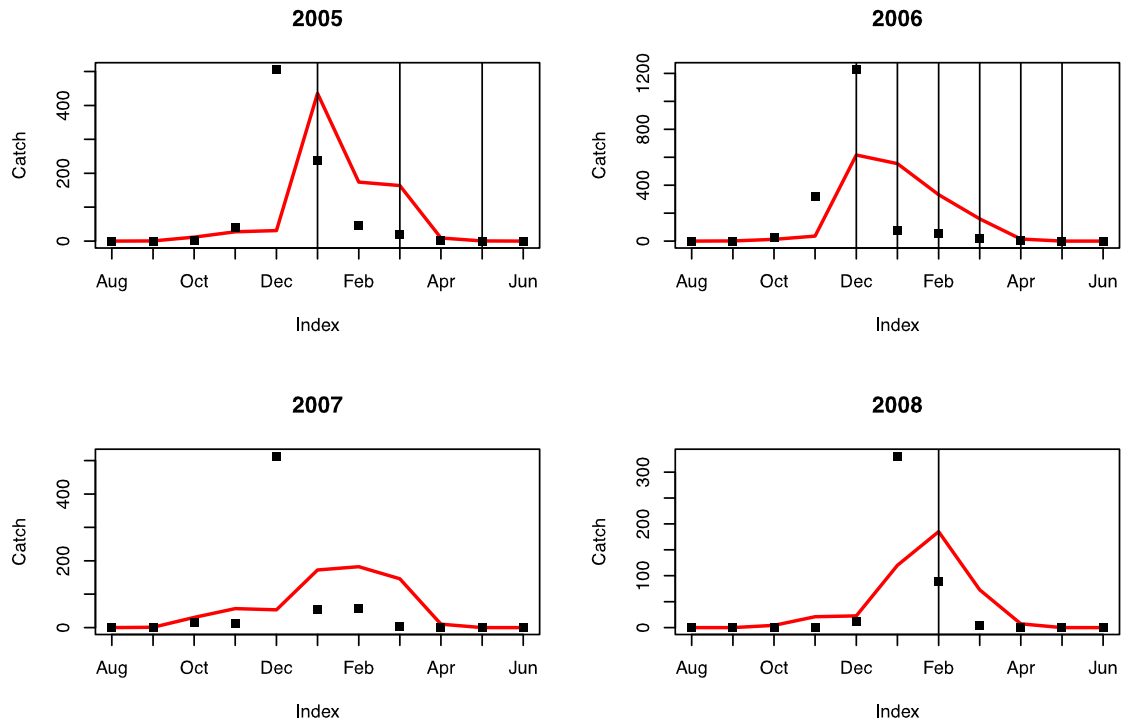 2005
Catch
0
200
400
Aug Oct Dec Feb Apr Jun
Index
2006
Catch
0
400
800
1200
Aug Oct Dec Feb Apr Jun
Index
2007
Catch
0
200
400
Aug Oct Dec Feb Apr Jun
Index
2008
Catch
0
100
200
300
Aug Oct Dec Feb Apr Jun
Index